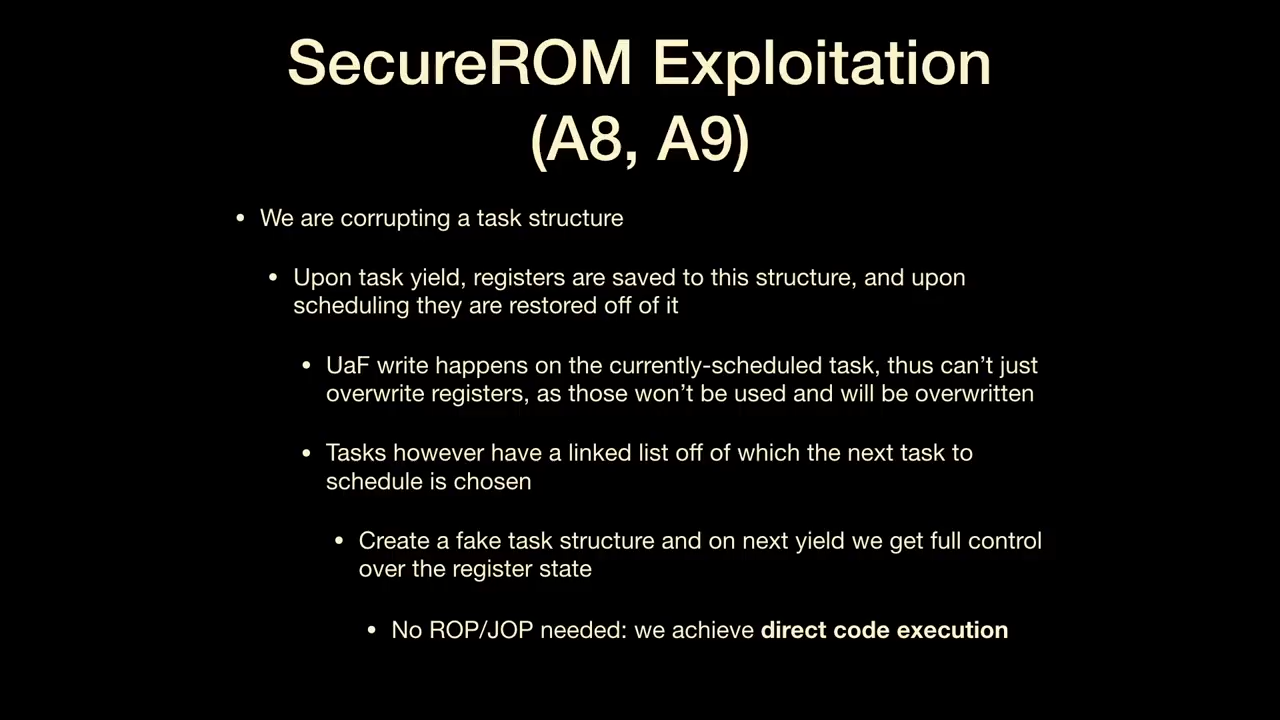 SecureROM Exploitation
(A8, A9)
• We are corrupting a task structure
• Upon task yield, registers are saved to this structure, and upon
scheduling they are restored off of it
• UaF write happens on the currently-scheduled task, thus can’t just
overwrite registers, as those won’t be used and will be overwritten
• Tasks however have a linked list off of which the next task to
schedule is chosen
• Create a fake task structure and on next yield we get full control
over the register state
• No ROP/JOP needed: we achieve direct code execution